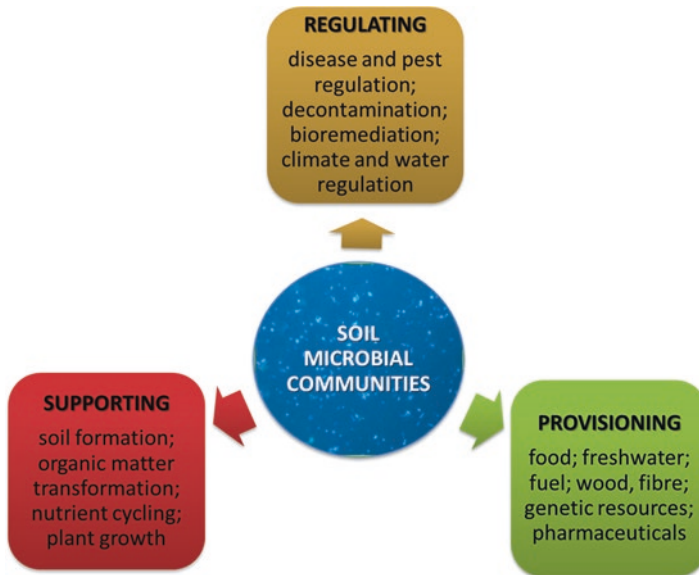 REGULATING
disease and pest
regulation;
decontamination;
bioremediation;
climate and water
regulation
SOIL
MICROBIAL
COMMUNITIES
SUPPORTING
soil formation;
organic matter
transformation;
nutrient cycling;
plant growth
PROVISIONING
food; freshwater;
fuel; wood, fibre;
genetic resources;
pharmaceuticals